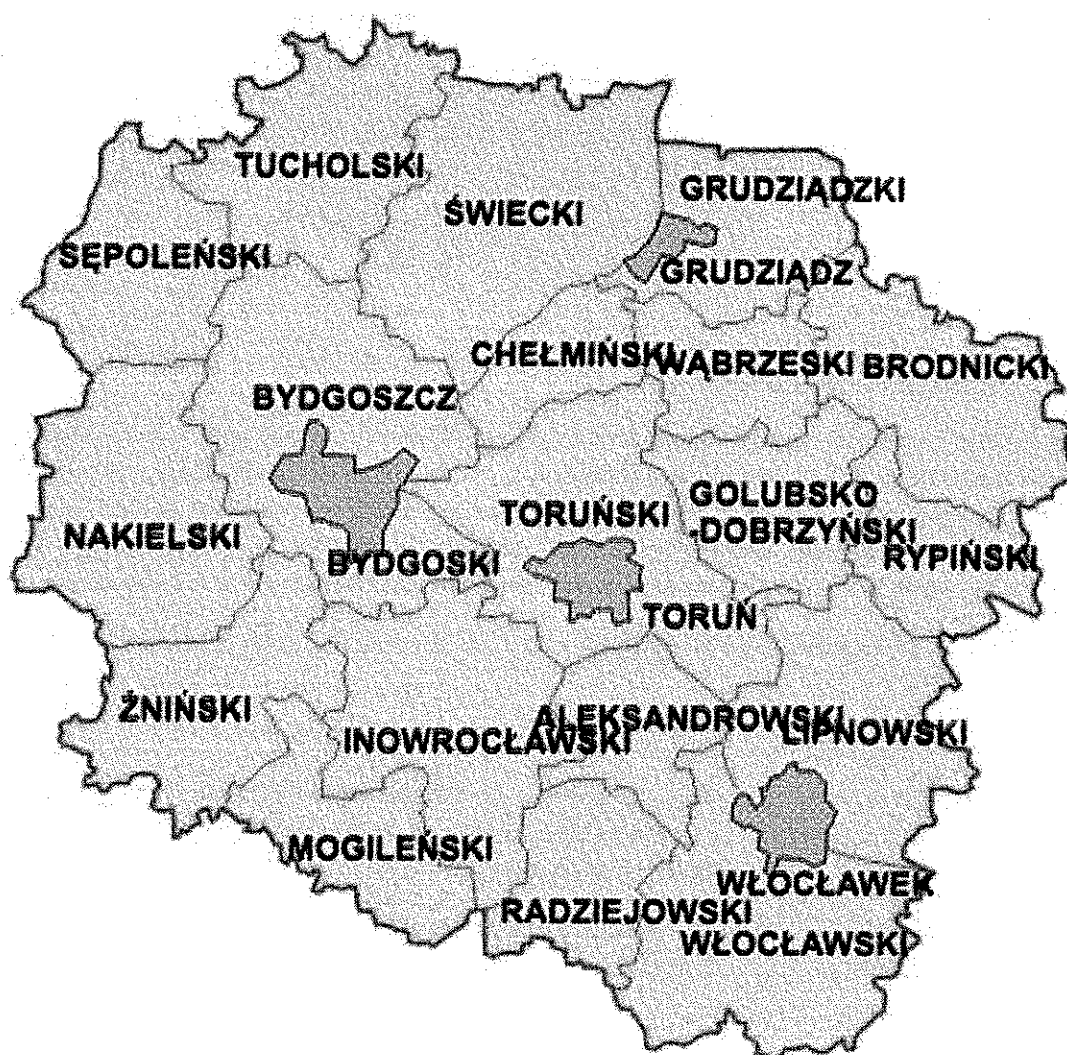 TUCHOLSKI
GRUDZIĄDZKI
ŚWIECKI
SĘPOLEŃSKI
GRUDZIĄDZ
CHEŁMIŃSKI
WĄBRZESKI
BRODNICKI
BYDGOSZCZ
GOLUBSKO
-DOBRZYŃSKI
TORUŃSKI
NAKIELSKI
RYPIŃSKI
BYDGOSKI
TORUŃ
ŻNIŃSKI
ALEKSANDROWSKI
LIPNOWSKI
INOWROCŁAWSKI
MOGILEŃSKI
WŁOCŁAWEK
RADZIEJOWSKI
WŁOCŁAWSKI